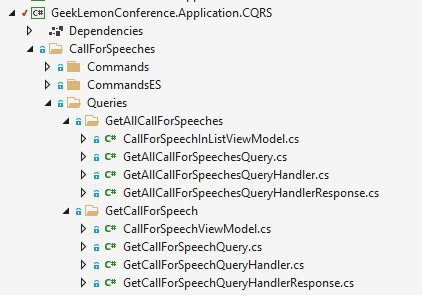 GeekLemonConference.Application.CQRS
Dependencies
CallForSpeeches
Commands
CommandsES
Queries
GetAllCallForSpeeches
C# CallForSpeechInListViewModel.cs
C# GetAllCallForSpeechesQuery.cs
C# GetAllCallForSpeechesQueryHandler.cs
C# GetAllCallForSpeechesQueryHandlerResponse.cs
GetCallForSpeech
C# CallForSpeechViewModel.cs
C# GetCallForSpeechQuery.cs
C# GetCallForSpeechQueryHandler.cs
C# GetCallForSpeechQueryHandlerResponse.cs